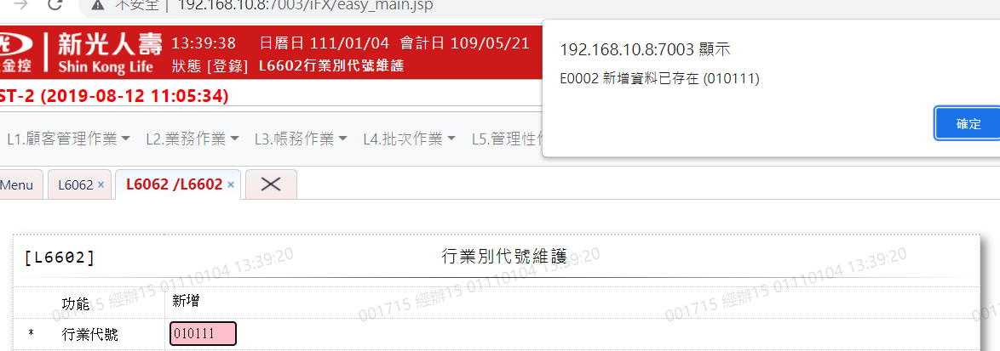 不安全 | 192.168.10.8:7003/iFX/easy_main.jsp
192.168.10.8:7003 顯示
E0002 新增資料已存在 (010111)
確定
新光人壽
Shin Kong Life
金控
13:39:38 日曆日 111/01/04 會計日 109/05/21
狀態 [登錄] L6602行業別代號維護
ST-2 (2019-08-12 11:05:34)
L1.顧客管理作業 L2.業務作業 L3.帳務作業 L4.批次作業 L5.管理性
Menu L6062 × L6062 /L6602 ×
[L6602] 行業別代號維護
功能 新增
* 行業代號 010111
001715 經辦15 01110104 13:39:20
001715 經辦15 01110104 13:39:20
001715 經辦15 01110104 13:39:20
0017